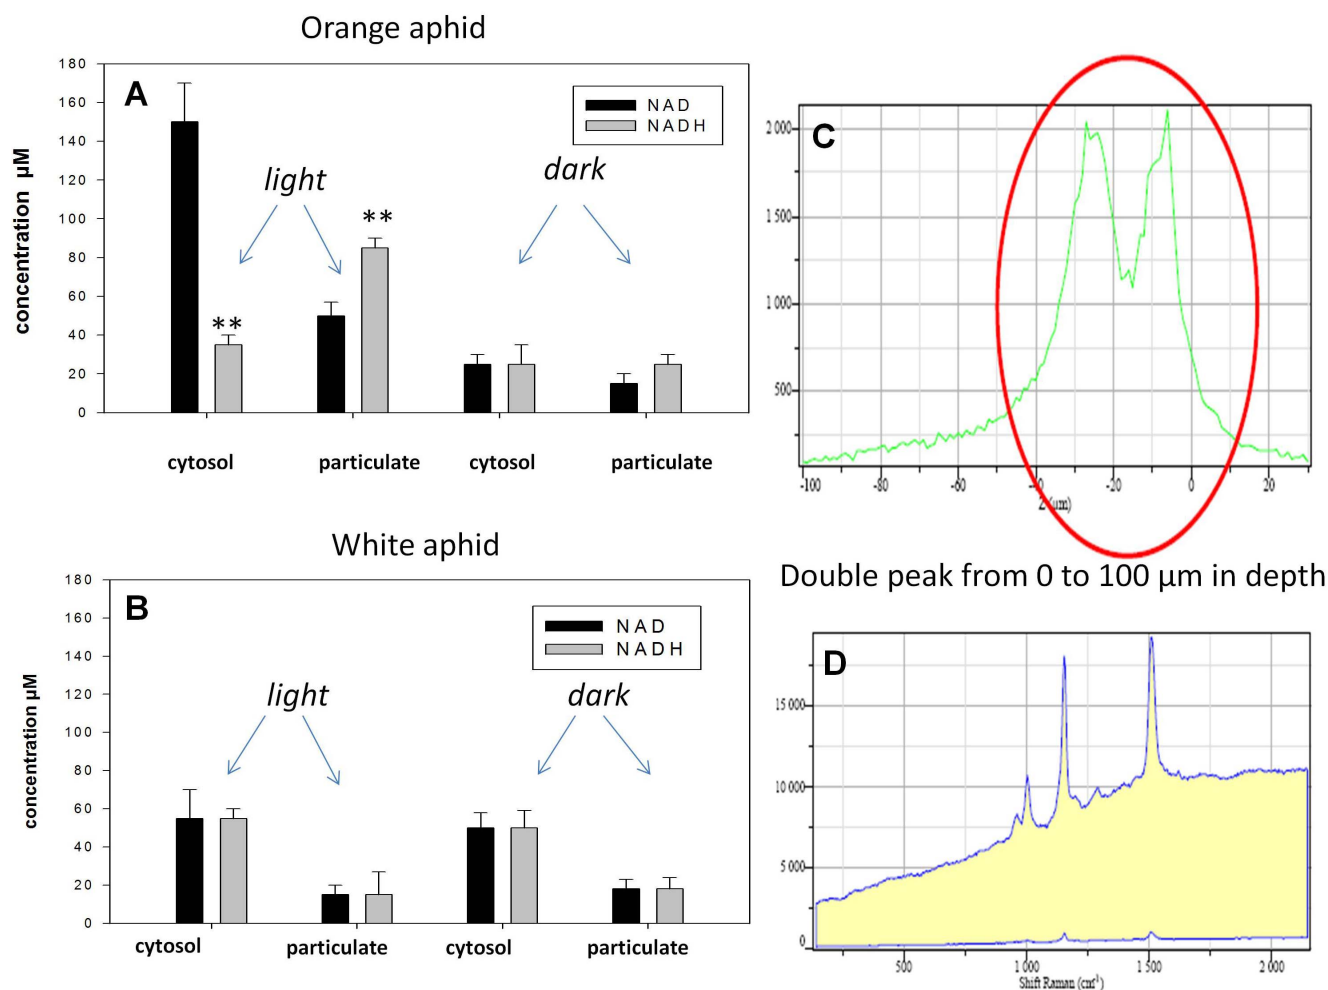 Orange aphid
A
180
160
140
120
100
80
60
40
20
0
concentration µM
NAD
NADH
light
dark
**
**
cytosol
particulate
cytosol
particulate
White aphid
B
180
160
140
120
100
80
60
40
20
0
concentration µM
NAD
NADH
light
dark
cytosol
particulate
cytosol
particulate
C
2 000
1 500
1 000
500
-100
-80
-60
-40
-20
0
20
Z (µm)
Double peak from 0 to 100 µm in depth
D
15 000
10 000
5 000
0
500
1 000
1 500
2 000
Shift Raman (cm⁻¹)